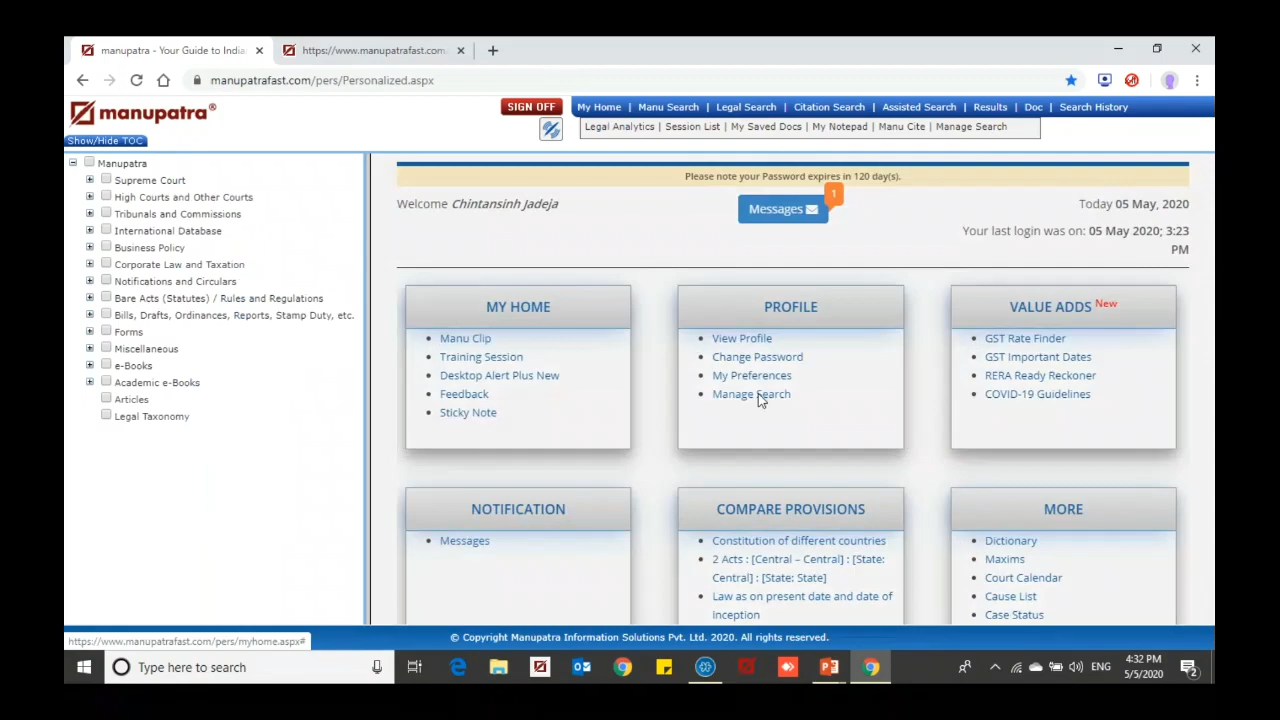 manupatra - Your Guide to India
https://www.manupatrafast.com
manupatrafast.com/pers/Personalized.aspx
manupatra®
SIGN OFF
My Home | Manu Search | Legal Search | Citation Search | Assisted Search | Results | Doc | Search History
Legal Analytics | Session List | My Saved Docs | My Notepad | Manu Cite | Manage Search
Show/Hide TOC
Manupatra
Supreme Court
High Courts and Other Courts
Tribunals and Commissions
International Database
Business Policy
Corporate Law and Taxation
Notifications and Circulars
Bare Acts (Statutes) / Rules and Regulations
Bills, Drafts, Ordinances, Reports, Stamp Duty, etc.
Forms
Miscellaneous
e-Books
Academic e-Books
Articles
Legal Taxonomy
Please note your Password expires in 120 day(s).
Welcome Chintansinh Jadeja
Messages
1
Today 05 May, 2020
Your last login was on: 05 May 2020; 3:23
PM
MY HOME
Manu Clip
Training Session
Desktop Alert Plus New
Feedback
Sticky Note
PROFILE
View Profile
Change Password
My Preferences
Manage Search
VALUE ADDS New
GST Rate Finder
GST Important Dates
RERA Ready Reckoner
COVID-19 Guidelines
NOTIFICATION
Messages
COMPARE PROVISIONS
Constitution of different countries
2 Acts : [Central – Central] : [State:
Central] : [State: State]
Law as on present date and date of
Inception
MORE
Dictionary
Maxims
Court Calendar
Cause List
Case Status
https://www.manupatrafast.com/pers/myhome.aspx#
© Copyright Manupatra Information Solutions Pvt. Ltd. 2020. All rights reserved.
Type here to search
ENG
4:32 PM
5/5/2020
2